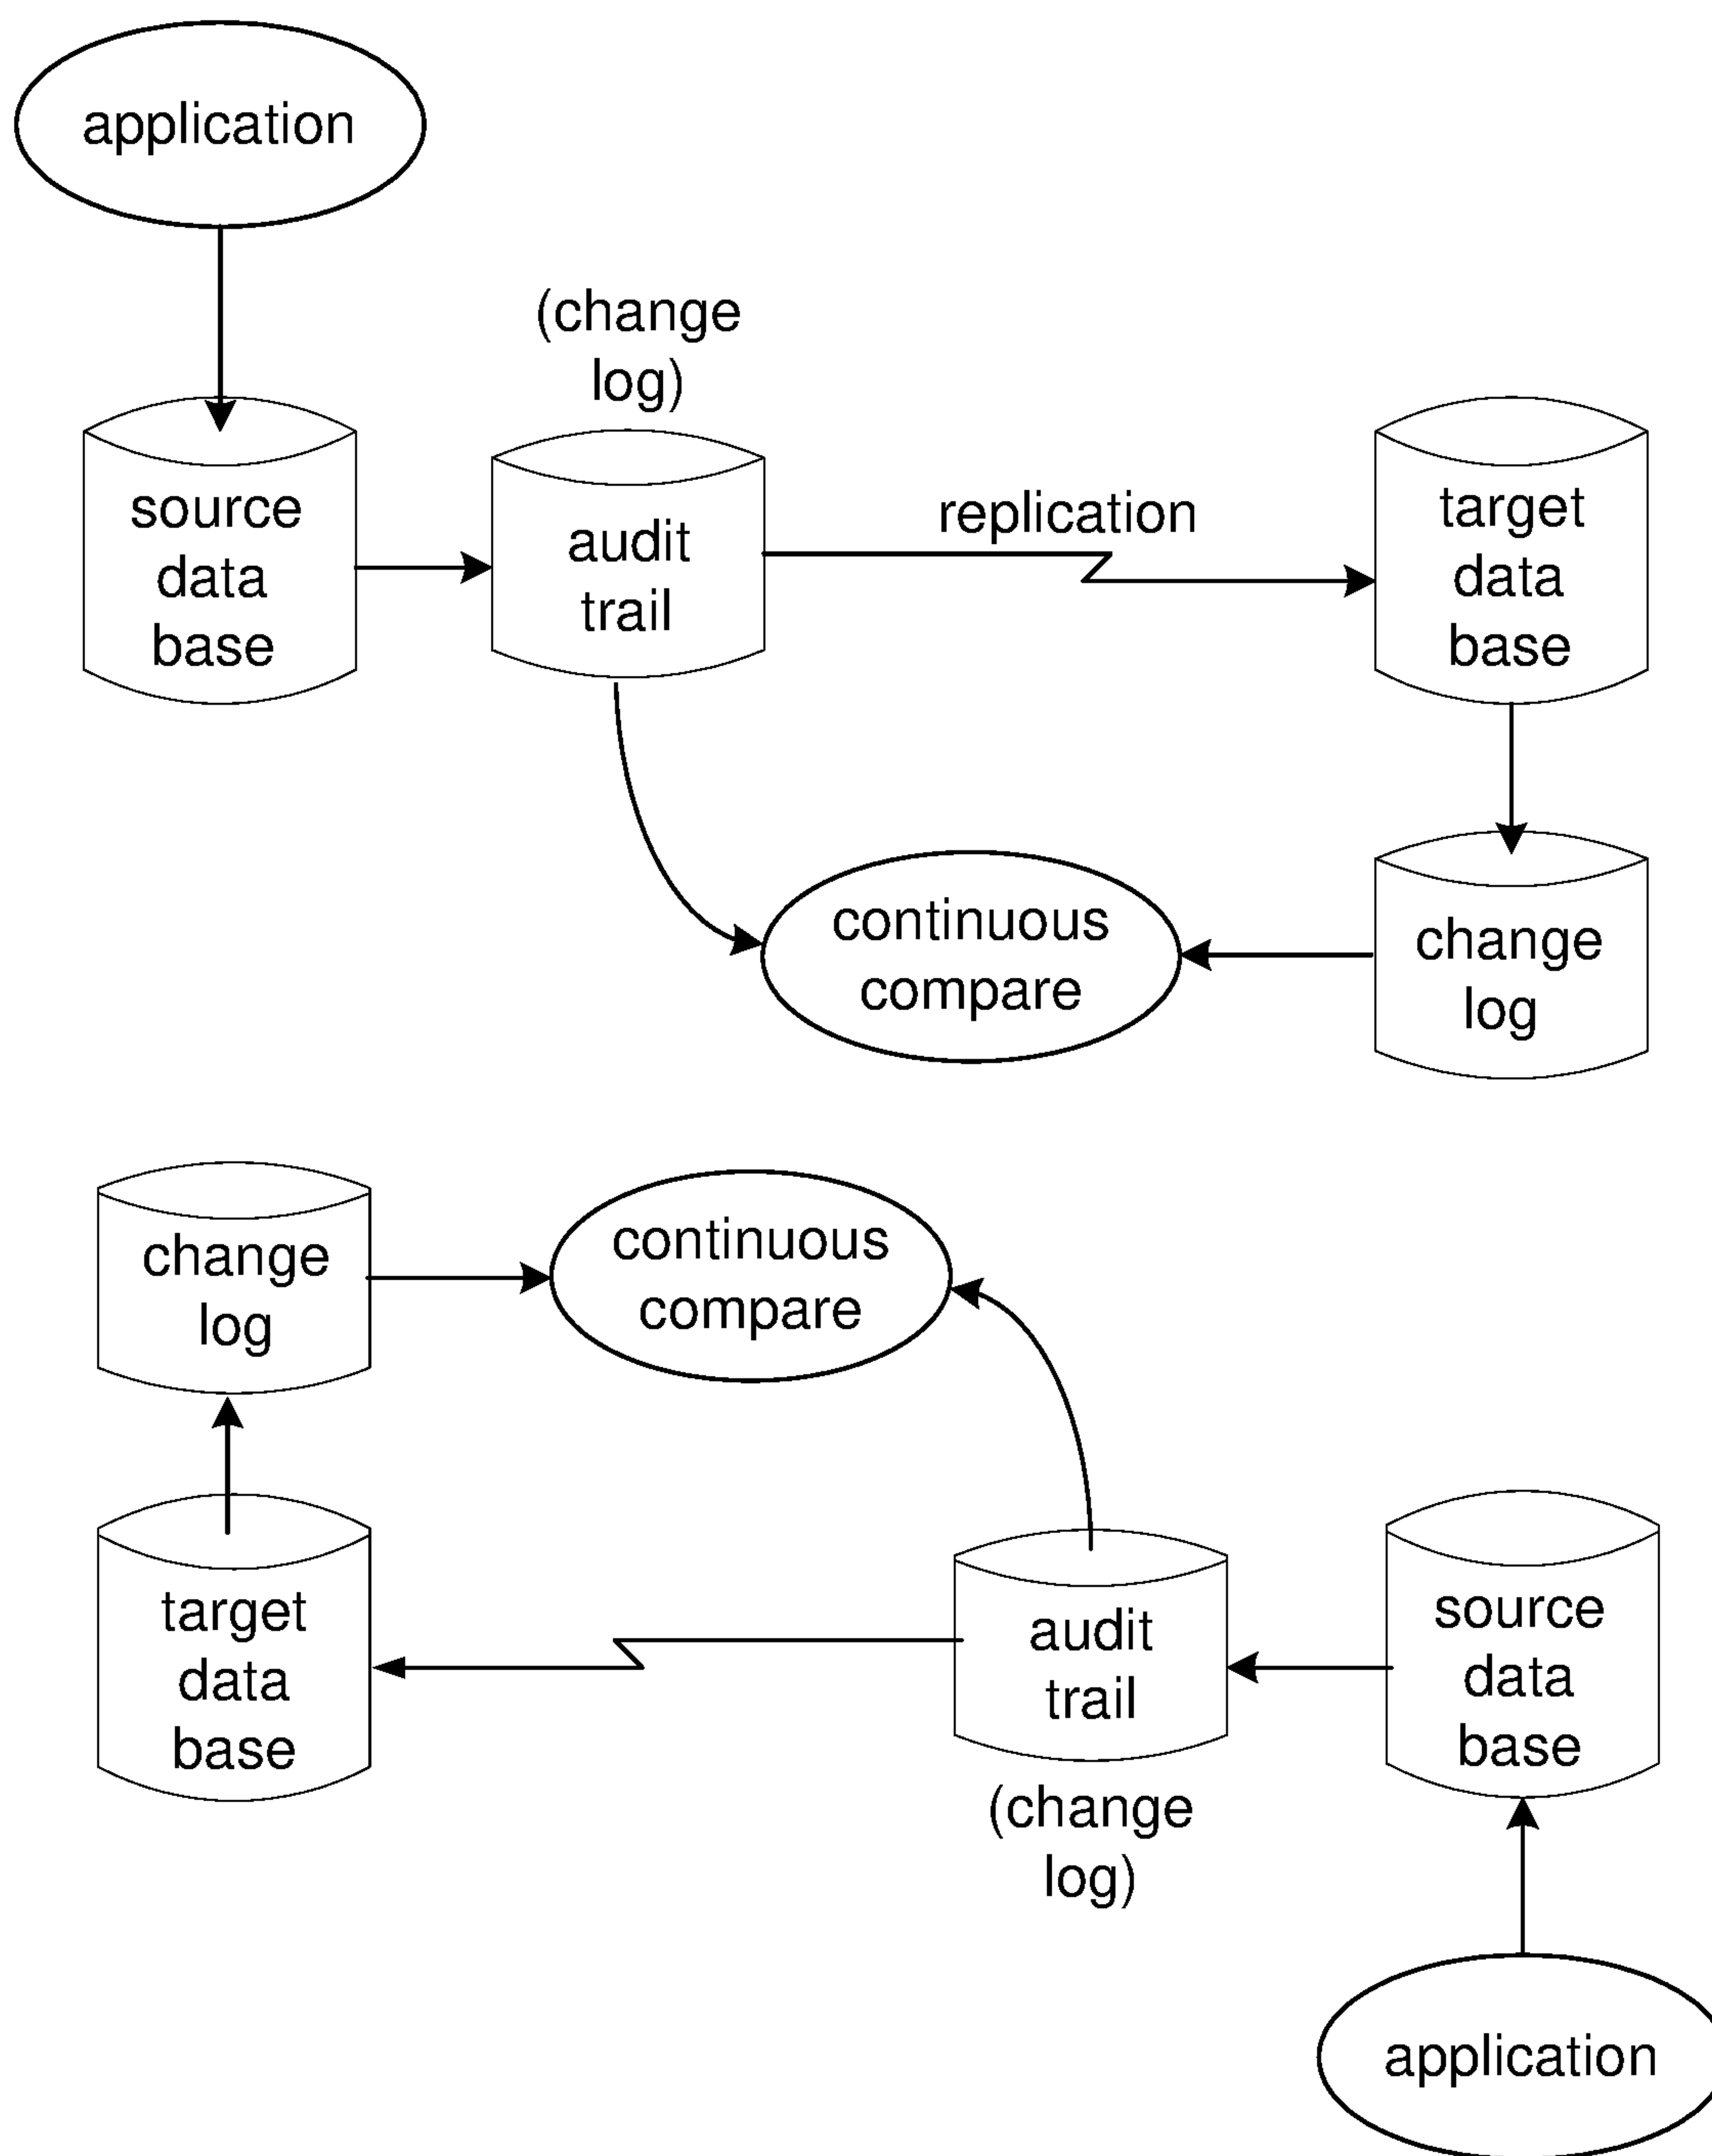 application
(change
log)
source
data
base
audit
trail
replication
target
data
base
continuous
compare
change
log
change
log
continuous
compare
target
data
base
audit
trail
source
data
base
(change
log)
application